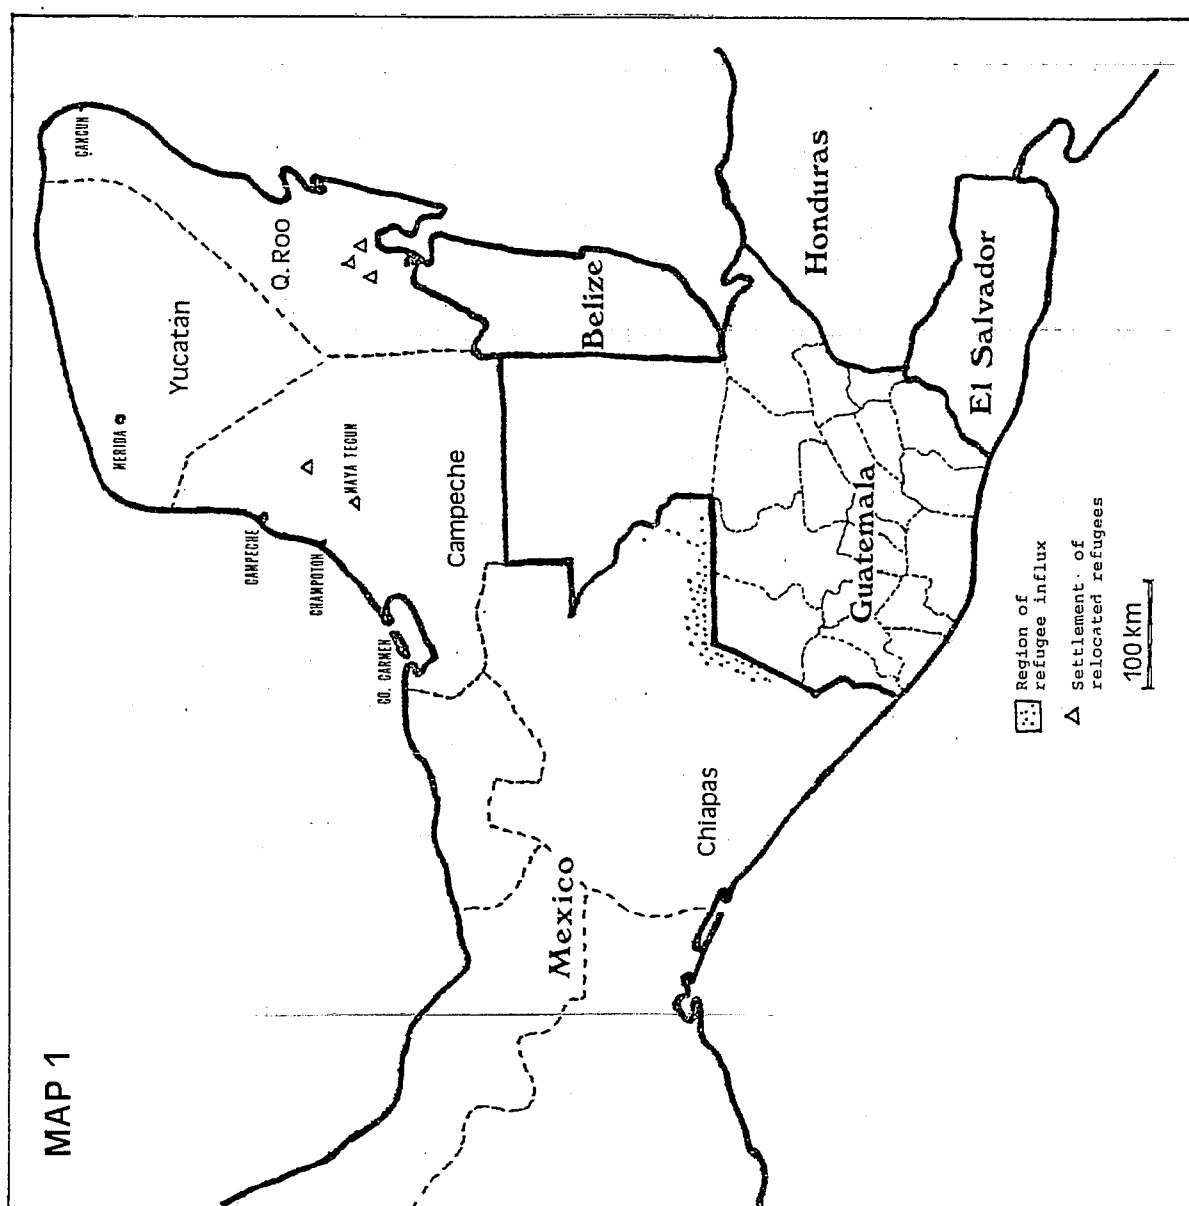 MAP 1
CANCUN
MERIDA
Yucatán
Q. Roo
CAMPECHE
MAYA TECUN
CHAMPOTON
CD. CARMEN
Campeche
Belize
Honduras
Mexico
Chiapas
Guatemala
El Salvador
Region of
refugee influx
Settlement of
relocated refugees
100 km